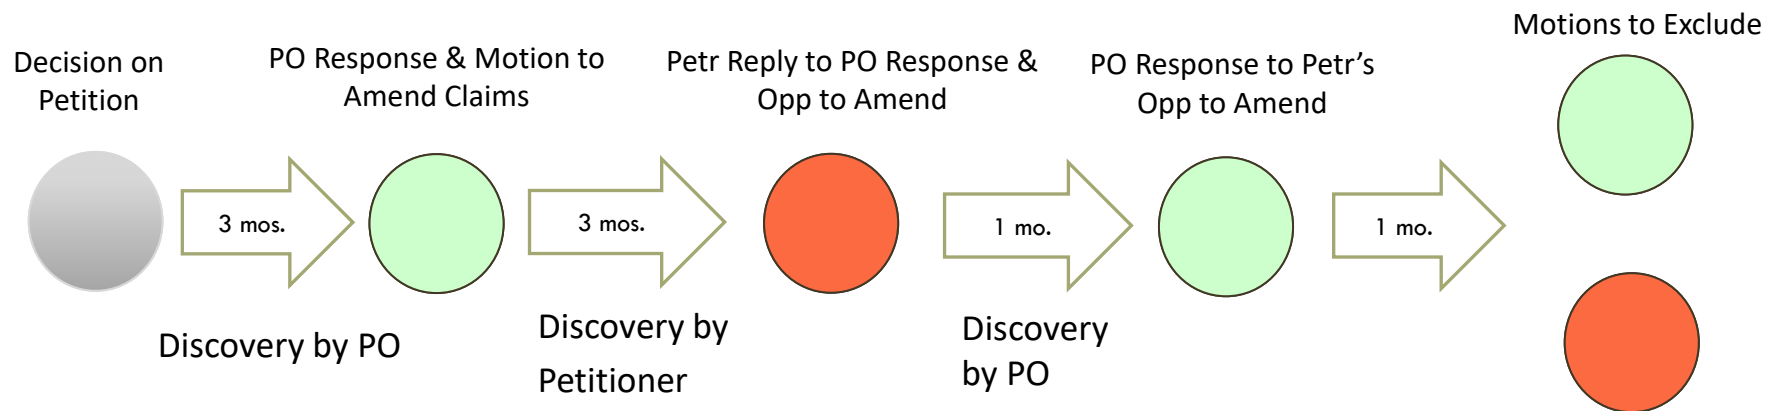 Decision on
Petition
PO Response & Motion to
Amend Claims
Petr Reply to PO Response &
Opp to Amend
PO Response to Petr’s
Opp to Amend
Motions to Exclude
3 mos.
3 mos.
1 mo.
1 mo.
Discovery by PO
Discovery by
Petitioner
Discovery
by PO